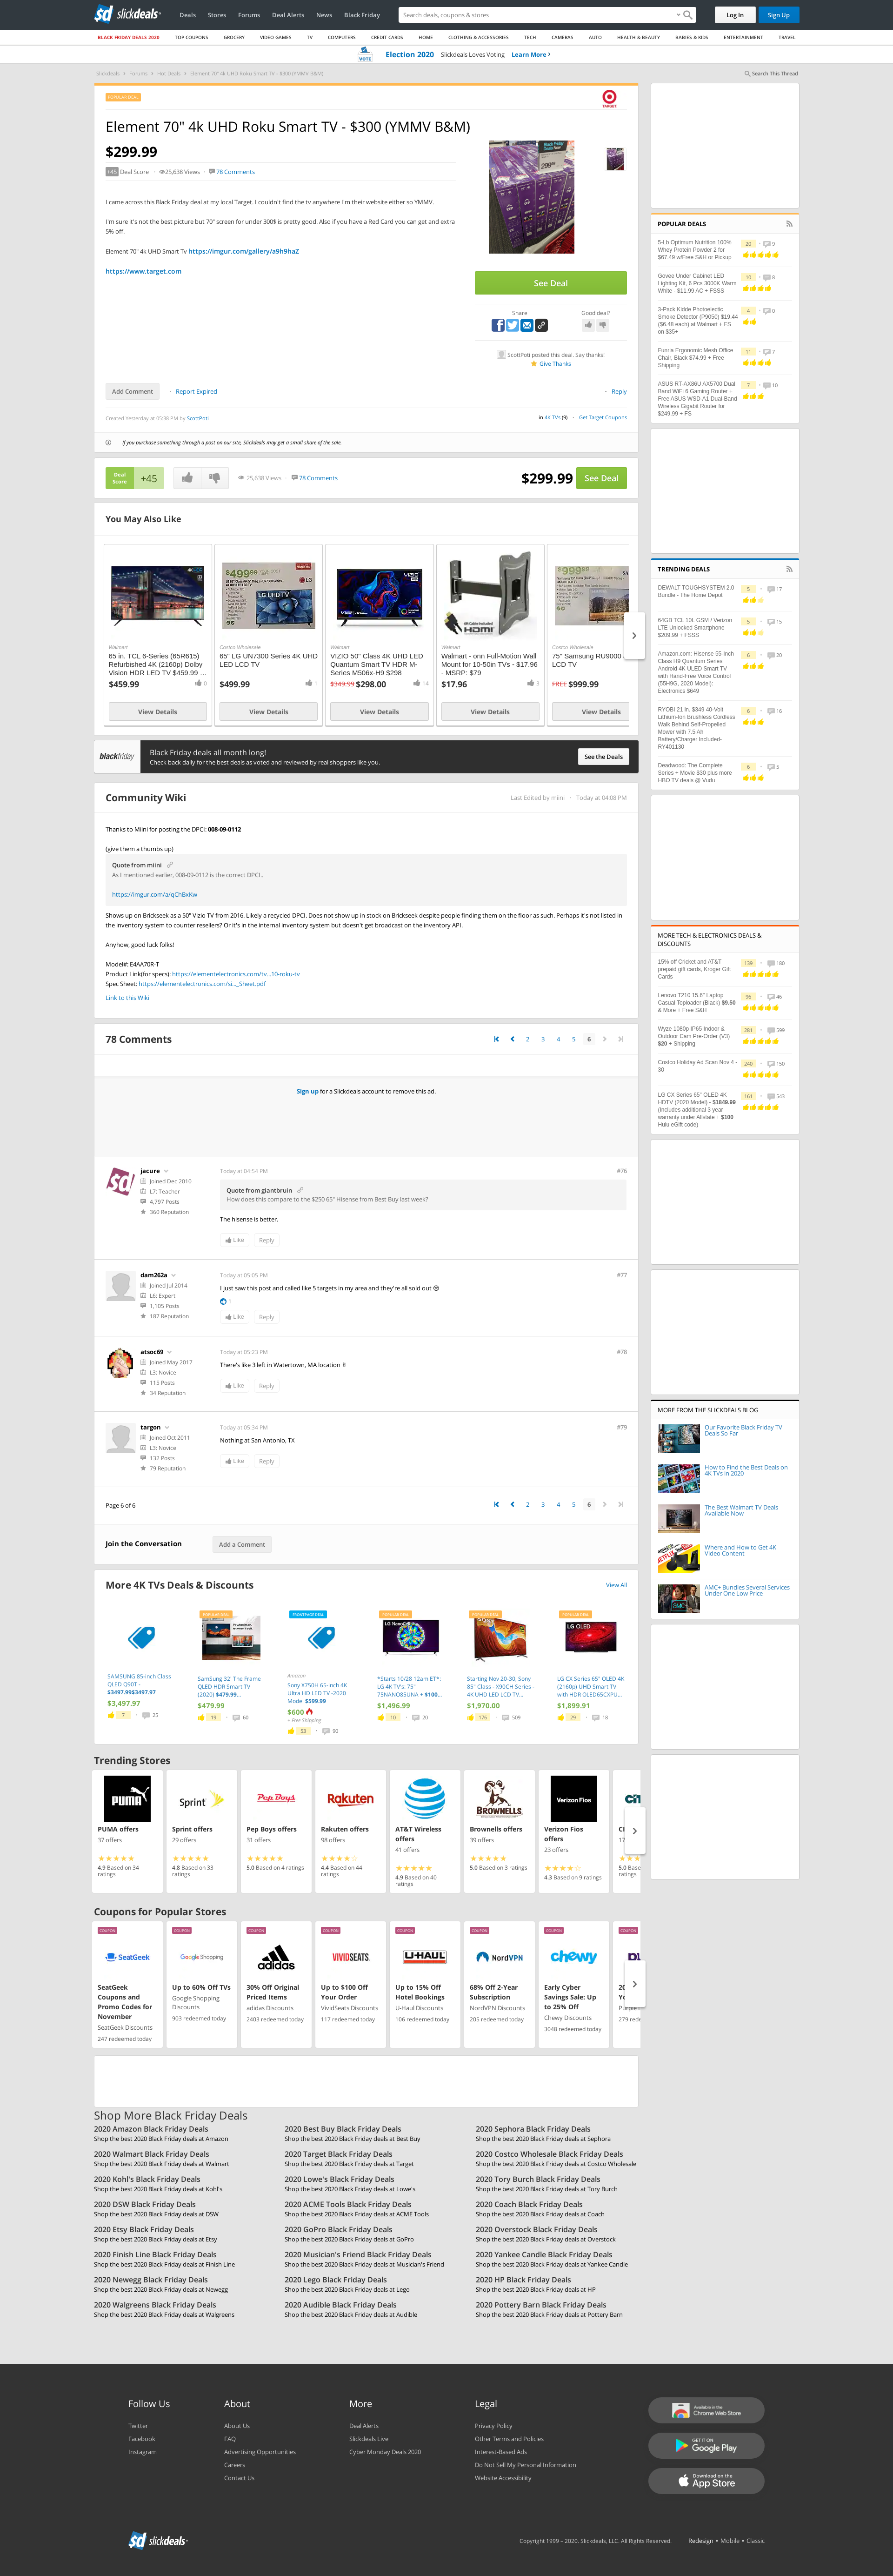 sd slickdeals
Deals Stores Forums Deal Alerts News Black Friday
Search deals, coupons & stores
Log In Sign Up
BLACK FRIDAY DEALS 2020 TOP COUPONS GROCERY VIDEO GAMES TV COMPUTERS CREDIT CARDS HOME CLOTHING & ACCESSORIES TECH CAMERAS AUTO HEALTH & BEAUTY BABIES & KIDS ENTERTAINMENT TRAVEL
VOTE Election 2020 Slickdeals Loves Voting Learn More
Slickdeals Forums Hot Deals Element 70" 4k UHD Roku Smart TV - $300 (YMMV B&M)
Search This Thread
POPULAR DEAL
TARGET
Element 70" 4k UHD Roku Smart TV - $300 (YMMV B&M)
$299.99
+45 Deal Score 25,638 Views 78 Comments
I came across this Black Friday deal at my local Target. I couldn't find the tv anywhere I'm their website either so YMMV.
I'm sure it's not the best picture but 70" screen for under 300$ is pretty good. Also if you have a Red Card you can get and extra
5% off.
Element 70" 4k UHD Smart Tv https://imgur.com/gallery/a9h9haZ
https://www.target.com
See Deal
Share Good deal?
ScottPoti posted this deal. Say thanks!
Give Thanks
Add Comment Report Expired Reply
Created Yesterday at 05:38 PM by ScottPoti
in 4K TVs (9) Get Target Coupons
If you purchase something through a post on our site, Slickdeals may get a small share of the sale.
Deal
Score
+45
25,638 Views 78 Comments
$299.99 See Deal
You May Also Like
Walmart
65 in. TCL 6-Series (65R615)
Refurbished 4K (2160p) Dolby
Vision HDR LED TV $459.99 ...
$459.99 0
View Details
Costco Wholesale
65" LG UN7300 Series 4K UHD
LED LCD TV
$499.99 1
View Details
Walmart
VIZIO 50" Class 4K UHD LED
Quantum Smart TV HDR M-
Series M506x-H9 $298
$349.99 $298.00 14
View Details
Walmart
Walmart - onn Full-Motion Wall
Mount for 10-50in TVs - $17.96
- MSRP: $79
$17.96 3
View Details
Costco Wholesale
75" Samsung RU9000
LCD TV
FREE $999.99
View Details
blackfriday
Black Friday deals all month long!
Check back daily for the best deals as voted and reviewed by real shoppers like you.
See the Deals
Community Wiki
Last Edited by miini Today at 04:08 PM
Thanks to Miini for posting the DPCI: 008-09-0112
(give them a thumbs up)
Quote from miini
As I mentioned earlier, 008-09-0112 is the correct DPCI..
https://imgur.com/a/qChBxKw
Shows up on Brickseek as a 50" Vizio TV from 2016. Likely a recycled DPCI. Does not show up in stock on Brickseek despite people finding them on the floor as such. Perhaps it's not listed in
the inventory system to counter resellers? Or it's in the internal inventory system but doesn't get broadcast on the inventory API.
Anyhow, good luck folks!
Model#: E4AA70R-T
Product Link(for specs): https://elementelectronics.com/tv...10-roku-tv
Spec Sheet: https://elementelectronics.com/si..._Sheet.pdf
Link to this Wiki
78 Comments
2 3 4 5 6
Sign up for a Slickdeals account to remove this ad.
jacure
Joined Dec 2010
L7: Teacher
4,797 Posts
360 Reputation
Today at 04:54 PM #76
Quote from giantbruin
How does this compare to the $250 65" Hisense from Best Buy last week?
The hisense is better.
Like Reply
dam262a
Joined Jul 2014
L6: Expert
1,105 Posts
187 Reputation
Today at 05:05 PM #77
I just saw this post and called like 5 targets in my area and they're all sold out
1
Like Reply
atsoc69
Joined May 2017
L3: Novice
115 Posts
34 Reputation
Today at 05:23 PM #78
There's like 3 left in Watertown, MA location !!
Like Reply
targon
Joined Oct 2011
L3: Novice
132 Posts
79 Reputation
Today at 05:34 PM #79
Nothing at San Antonio, TX
Like Reply
Page 6 of 6
2 3 4 5 6
Join the Conversation Add a Comment
More 4K TVs Deals & Discounts View All
SAMSUNG 85-inch Class
QLED Q90T -
$3497.99$3497.97
$3,497.97
7 25
POPULAR DEAL
SamSung 32' The Frame
QLED HDR Smart TV
(2020) $479.99...
$479.99
19 60
FRONTPAGE DEAL
Amazon
Sony X750H 65-inch 4K
Ultra HD LED TV -2020
Model $599.99
$600
+ Free Shipping
53 90
POPULAR DEAL
*Starts 10/28 12am ET*:
LG 4K TV's: 75"
75NANO85UNA + $100...
$1,496.99
10 20
POPULAR DEAL
Starting Nov 20-30, Sony
85" Class - X90CH Series -
4K UHD LED LCD TV...
$1,970.00
176 509
POPULAR DEAL
LG CX Series 65" OLED 4K
(2160p) UHD Smart TV
with HDR OLED65CXPU...
$1,899.91
29 18
Trending Stores
PUMA offers
37 offers
4.9 Based on 34
ratings
Sprint offers
29 offers
4.8 Based on 33
ratings
Pep Boys offers
31 offers
5.0 Based on 4 ratings
Rakuten offers
98 offers
4.4 Based on 44
ratings
AT&T Wireless
offers
41 offers
4.9 Based on 40
ratings
Brownells offers
39 offers
5.0 Based on 3 ratings
Verizon Fios
offers
23 offers
4.3 Based on 9 ratings
Coupons for Popular Stores
COUPON
SeatGeek
SeatGeek
Coupons and
Promo Codes for
November
SeatGeek Discounts
247 redeemed today
COUPON
Google Shopping
Up to 60% Off TVs
Google Shopping
Discounts
903 redeemed today
COUPON
adidas
30% Off Original
Priced Items
adidas Discounts
2403 redeemed today
COUPON
VIVIDSEATS
Up to $100 Off
Your Order
VividSeats Discounts
117 redeemed today
COUPON
U-HAUL
Up to 15% Off
Hotel Bookings
U-Haul Discounts
106 redeemed today
COUPON
NordVPN
68% Off 2-Year
Subscription
NordVPN Discounts
205 redeemed today
COUPON
chewy
Early Cyber
Savings Sale: Up
to 25% Off
Chewy Discounts
3048 redeemed today
COUPON
Shop More Black Friday Deals
2020 Amazon Black Friday Deals
Shop the best 2020 Black Friday deals at Amazon
2020 Best Buy Black Friday Deals
Shop the best 2020 Black Friday deals at Best Buy
2020 Sephora Black Friday Deals
Shop the best 2020 Black Friday deals at Sephora
2020 Walmart Black Friday Deals
Shop the best 2020 Black Friday deals at Walmart
2020 Target Black Friday Deals
Shop the best 2020 Black Friday deals at Target
2020 Costco Wholesale Black Friday Deals
Shop the best 2020 Black Friday deals at Costco Wholesale
2020 Kohl's Black Friday Deals
Shop the best 2020 Black Friday deals at Kohl's
2020 Lowe's Black Friday Deals
Shop the best 2020 Black Friday deals at Lowe's
2020 Tory Burch Black Friday Deals
Shop the best 2020 Black Friday deals at Tory Burch
2020 DSW Black Friday Deals
Shop the best 2020 Black Friday deals at DSW
2020 ACME Tools Black Friday Deals
Shop the best 2020 Black Friday deals at ACME Tools
2020 Coach Black Friday Deals
Shop the best 2020 Black Friday deals at Coach
2020 Etsy Black Friday Deals
Shop the best 2020 Black Friday deals at Etsy
2020 GoPro Black Friday Deals
Shop the best 2020 Black Friday deals at GoPro
2020 Overstock Black Friday Deals
Shop the best 2020 Black Friday deals at Overstock
2020 Finish Line Black Friday Deals
Shop the best 2020 Black Friday deals at Finish Line
2020 Musician's Friend Black Friday Deals
Shop the best 2020 Black Friday deals at Musician's Friend
2020 Yankee Candle Black Friday Deals
Shop the best 2020 Black Friday deals at Yankee Candle
2020 Newegg Black Friday Deals
Shop the best 2020 Black Friday deals at Newegg
2020 Lego Black Friday Deals
Shop the best 2020 Black Friday deals at Lego
2020 HP Black Friday Deals
Shop the best 2020 Black Friday deals at HP
2020 Walgreens Black Friday Deals
Shop the best 2020 Black Friday deals at Walgreens
2020 Audible Black Friday Deals
Shop the best 2020 Black Friday deals at Audible
2020 Pottery Barn Black Friday Deals
Shop the best 2020 Black Friday deals at Pottery Barn
POPULAR DEALS
5-Lb Optimum Nutrition 100%
Whey Protein Powder 2 for
$67.49 w/Free S&H or Pickup
20 9
Govee Under Cabinet LED
Lighting Kit, 6 Pcs 3000K Warm
White - $11.99 AC + FSSS
10 8
3-Pack Kidde Photoelectic
Smoke Detector (P9050) $19.44
($6.48 each) at Walmart + FS
on $35+
4 0
Funria Ergonomic Mesh Office
Chair, Black $74.99 + Free
Shipping
11 7
ASUS RT-AX86U AX5700 Dual
Band WiFi 6 Gaming Router +
Free ASUS WSD-A1 Dual-Band
Wireless Gigabit Router for
$249.99 + FS
7 10
TRENDING DEALS
DEWALT TOUGHSYSTEM 2.0
Bundle - The Home Depot
5 17
64GB TCL 10L GSM / Verizon
LTE Unlocked Smartphone
$209.99 + FSSS
5 15
Amazon.com: Hisense 55-Inch
Class H9 Quantum Series
Android 4K ULED Smart TV
with Hand-Free Voice Control
(55H9G, 2020 Model):
Electronics $649
6 20
RYOBI 21 in. $349 40-Volt
Lithium-Ion Brushless Cordless
Walk Behind Self-Propelled
Mower with 7.5 Ah
Battery/Charger Included-
RY401130
6 16
Deadwood: The Complete
Series + Movie $30 plus more
HBO TV deals @ Vudu
6 5
MORE TECH & ELECTRONICS DEALS &
DISCOUNTS
15% off Cricket and AT&T
prepaid gift cards, Kroger Gift
Cards
139 180
Lenovo T210 15.6" Laptop
Casual Toploader (Black) $9.50
& More + Free S&H
96 46
Wyze 1080p IP65 Indoor &
Outdoor Cam Pre-Order (V3)
$20 + Shipping
281 599
Costco Holiday Ad Scan Nov 4 -
30
240 150
LG CX Series 65" OLED 4K
HDTV (2020 Model) - $1849.99
(Includes additional 3 year
warranty under Allstate + $100
Hulu eGift code)
161 543
MORE FROM THE SLICKDEALS BLOG
Our Favorite Black Friday TV
Deals So Far
How to Find the Best Deals on
4K TVs in 2020
The Best Walmart TV Deals
Available Now
Where and How to Get 4K
Video Content
AMC+ Bundles Several Services
Under One Low Price
Follow Us
Twitter
Facebook
Instagram
About
About Us
FAQ
Advertising Opportunities
Careers
Contact Us
More
Deal Alerts
Slickdeals Live
Cyber Monday Deals 2020
Legal
Privacy Policy
Other Terms and Policies
Interest-Based Ads
Do Not Sell My Personal Information
Website Accessibility
Available in the
Chrome Web Store
GET IT ON
Google Play
Download on the
App Store
sd slickdeals
Copyright 1999 - 2020. Slickdeals, LLC. All Rights Reserved. Redesign • Mobile • Classic